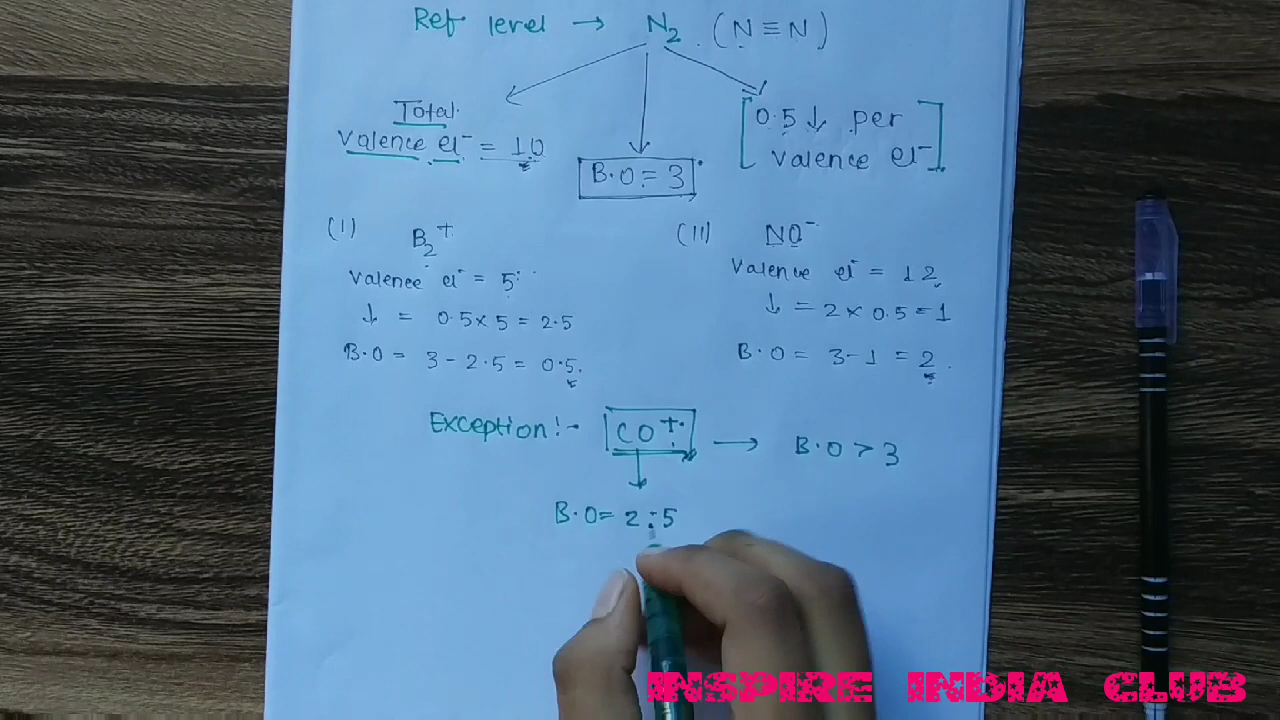 Ref level → N₂ (N≡N)
Total
Valence el⁻ = 10
B.O = 3
0.5↓ per
valence el⁻
(I) B₂⁺
Valence el⁻ = 5
↓ = 0.5×5 = 2.5
B.O = 3 - 2.5 = 0.5
(II) NO⁻
Valence el⁻ = 12
↓ = 2 × 0.5 = 1
B.O = 3-1 = 2
Exception!- CO⁺ → B.O > 3
B.O = 2.5
INSPIRE INDIA CLUB